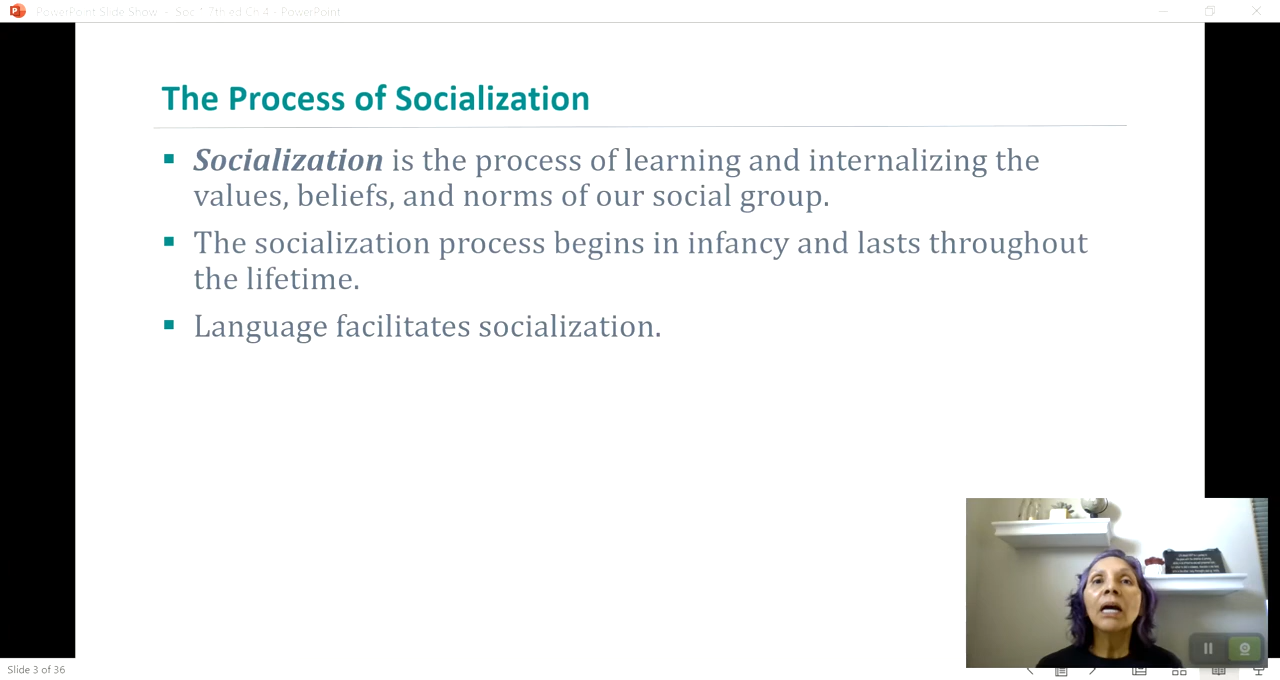 PowerPoint Slide Show - Soc 1 7th ed Ch 4 - PowerPoint
The Process of Socialization
Socialization is the process of learning and internalizing the
values, beliefs, and norms of our social group.
The socialization process begins in infancy and lasts throughout
the lifetime.
Language facilitates socialization.
Slide 3 of 36